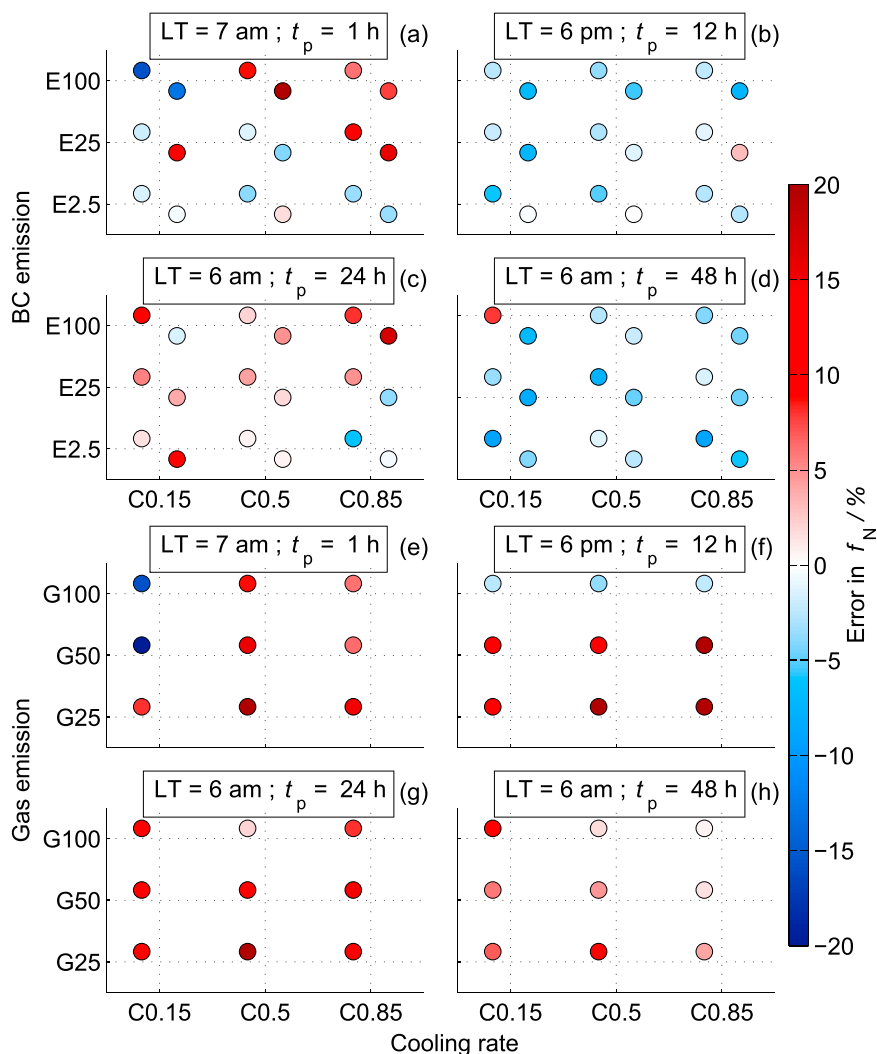 LT = 7 am ; t p = 1 h (a)
LT = 6 pm ; t p = 12 h (b)
E100
E25
E2.5
BC emission
LT = 6 am ; t p = 24 h (c)
LT = 6 am ; t p = 48 h (d)
E100
E25
E2.5
C0.15 C0.5 C0.85
C0.15 C0.5 C0.85
LT = 7 am ; t p = 1 h (e)
LT = 6 pm ; t p = 12 h (f)
G100
G50
G25
Gas emission
LT = 6 am ; t p = 24 h (g)
LT = 6 am ; t p = 48 h (h)
G100
G50
G25
C0.15 C0.5 C0.85
C0.15 C0.5 C0.85
Cooling rate
20
15
10
5
0
−5
−10
−15
−20
Error in f N / %